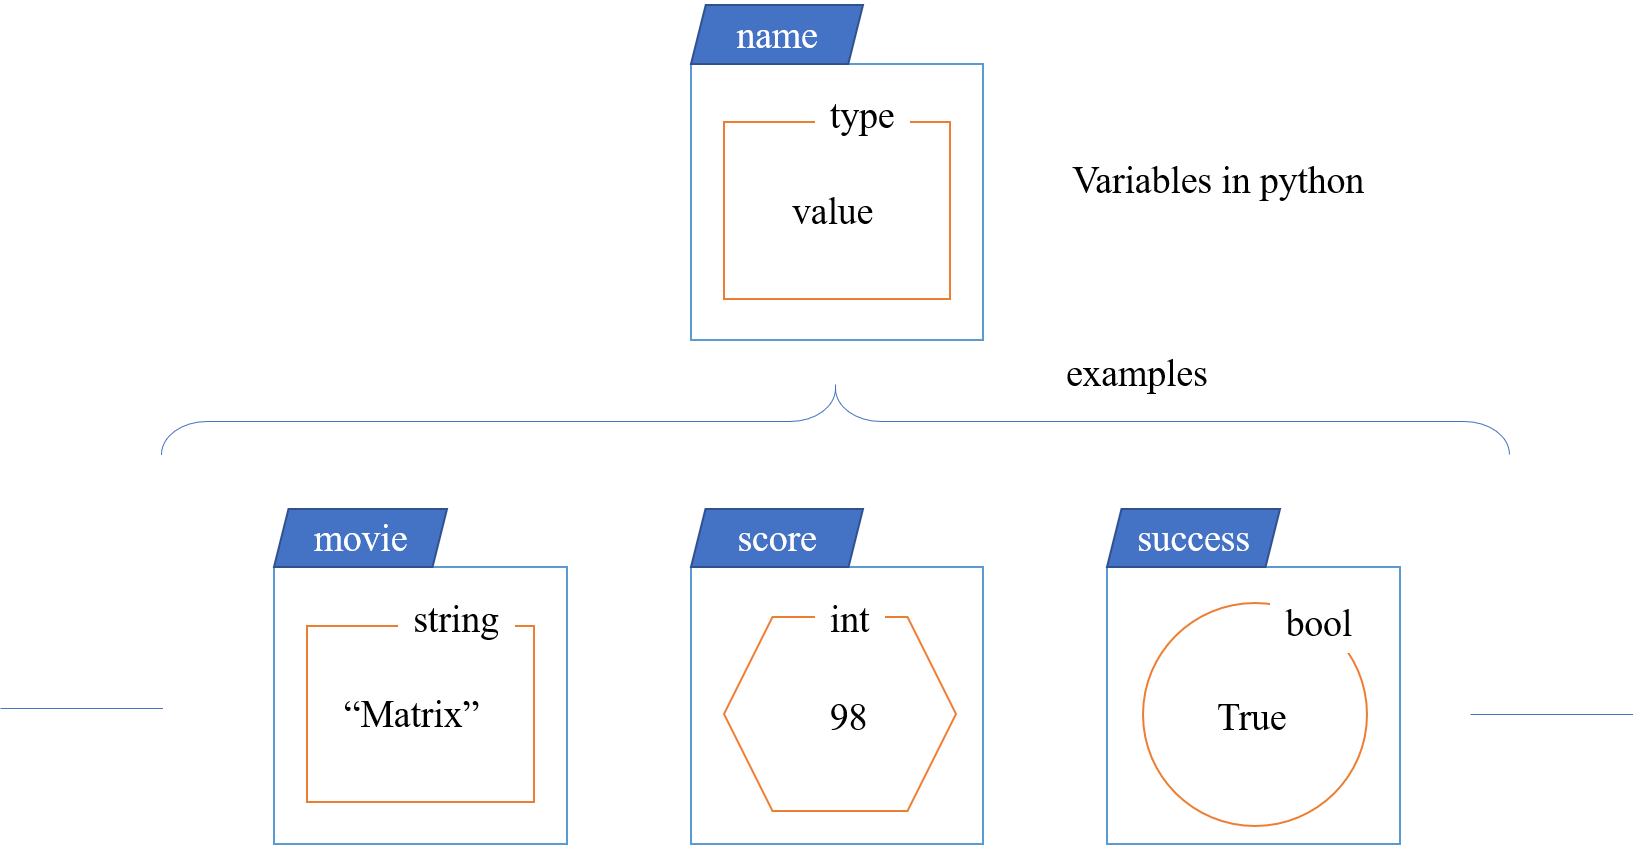 name
type
value
Variables in python
examples
movie
string
“Matrix”
score
int
98
success
bool
True